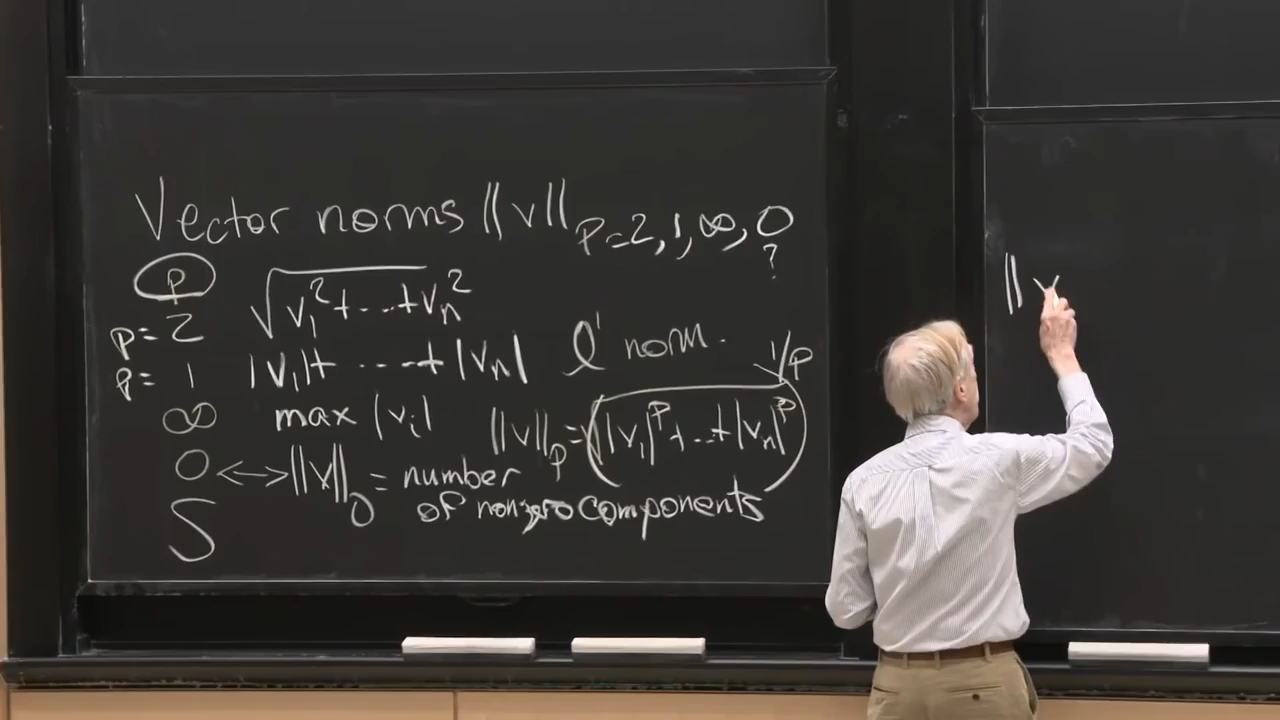 Vector norms ||v|| p=2,1,∞,0
?
p
p=2 √v₁²+...+vₙ²
p= 1 |v₁|+ ---+ |vₙ| l¹ norm.
∞ max |vᵢ| ||v||ₚ=(|v₁|ᵖ+...+|vₙ|ᵖ)^1/p
0 <-> ||v||₀ = number
of nonzero components
S
|| v